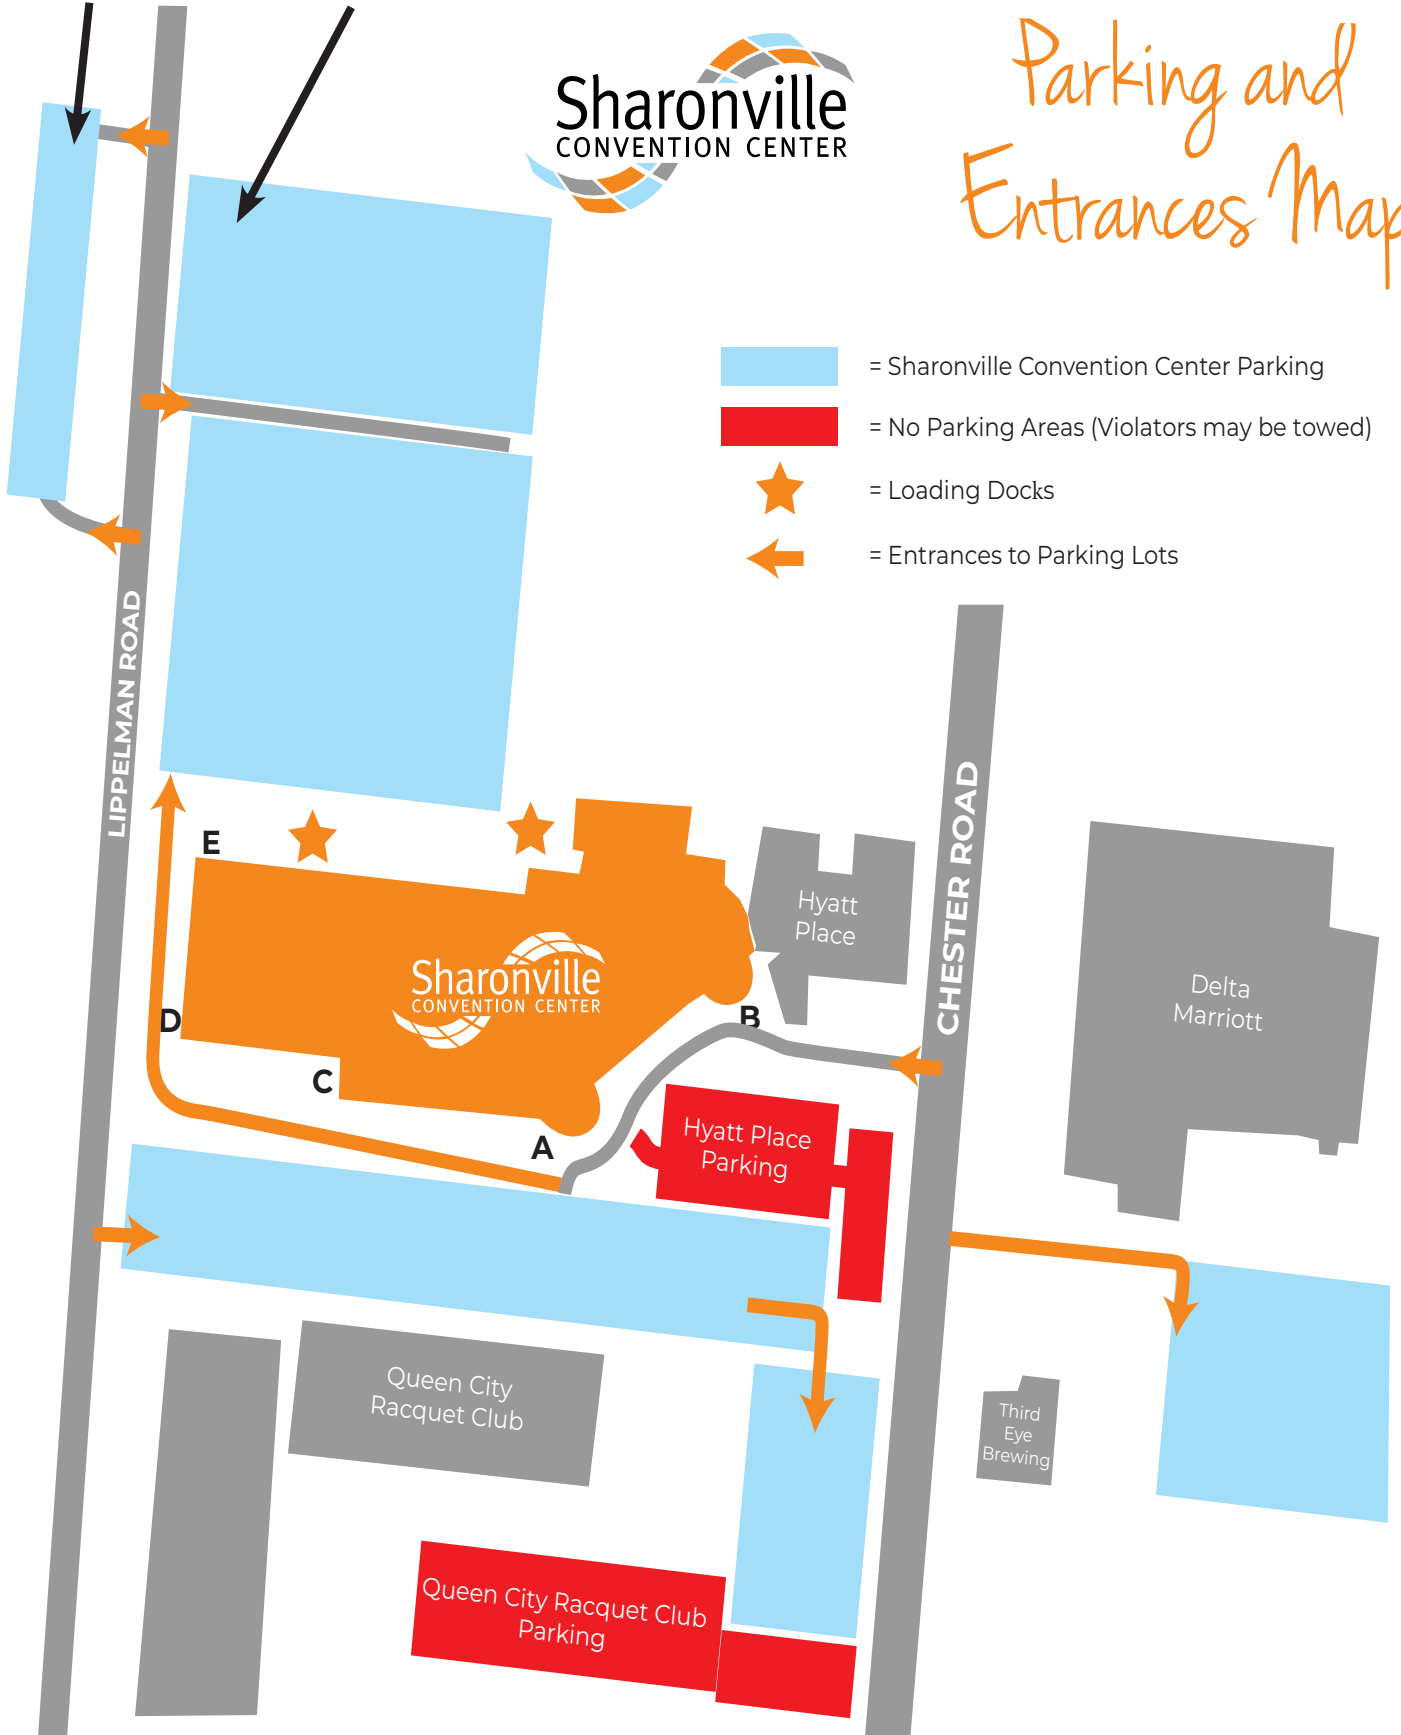 Sharonville
CONVENTION CENTER
Parking and
Entrances Map
= Sharonville Convention Center Parking
= No Parking Areas (Violators may be towed)
= Loading Docks
= Entrances to Parking Lots
LIPPELMAN ROAD
CHESTER ROAD
E
Hyatt
Place
Sharonville
CONVENTION CENTER
Delta
Marriott
D
B
C
A
Hyatt Place
Parking
Queen City
Racquet Club
Third
Eye
Brewing
Queen City Racquet Club
Parking